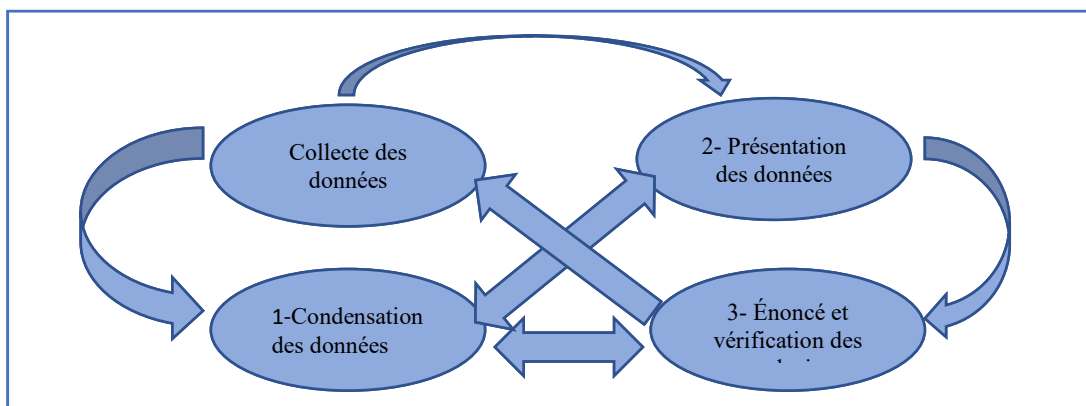 Collecte des
données
2- Présentation
des données
1-Condensation
des données
3- Énoncé et
vérification des